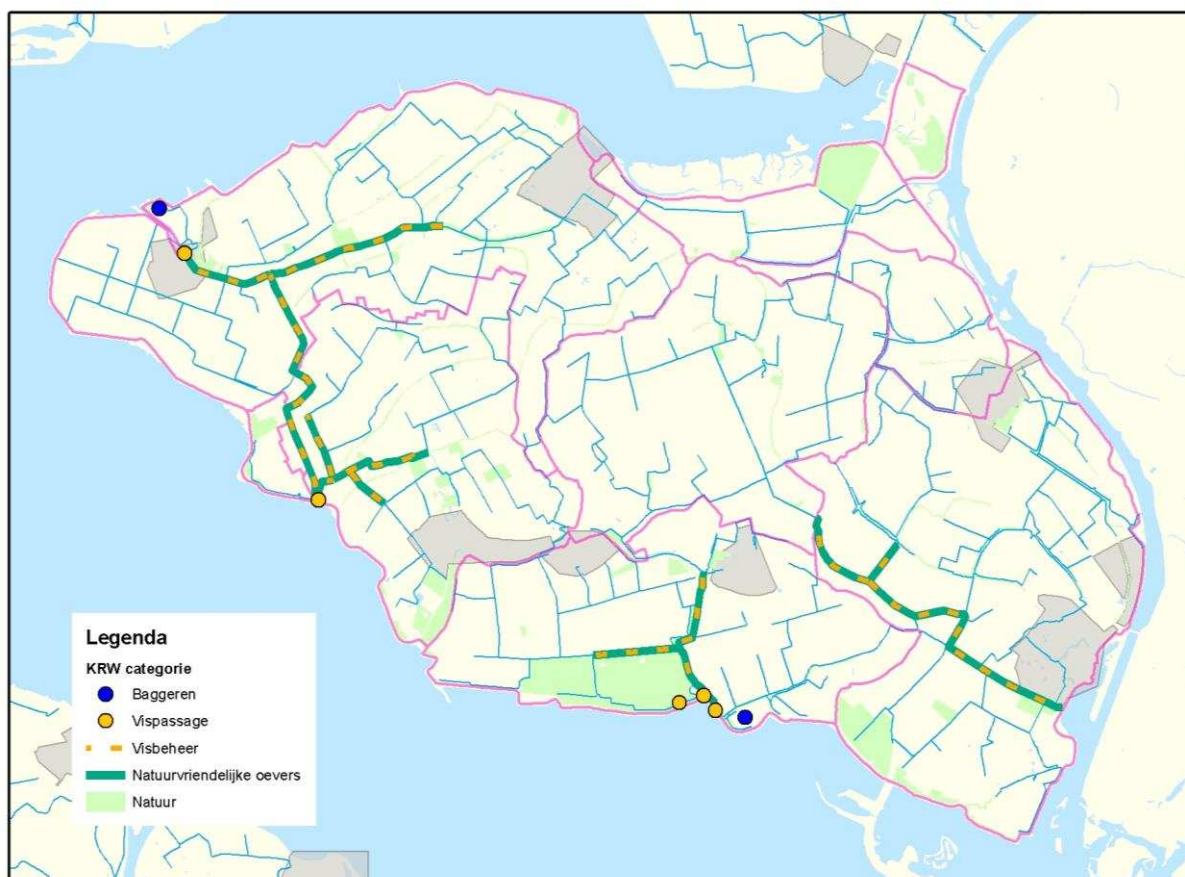 Legenda
KRW categorie
Baggeren
Vispassage
Visbeheer
Natuurvriendelijke oevers
Natuur